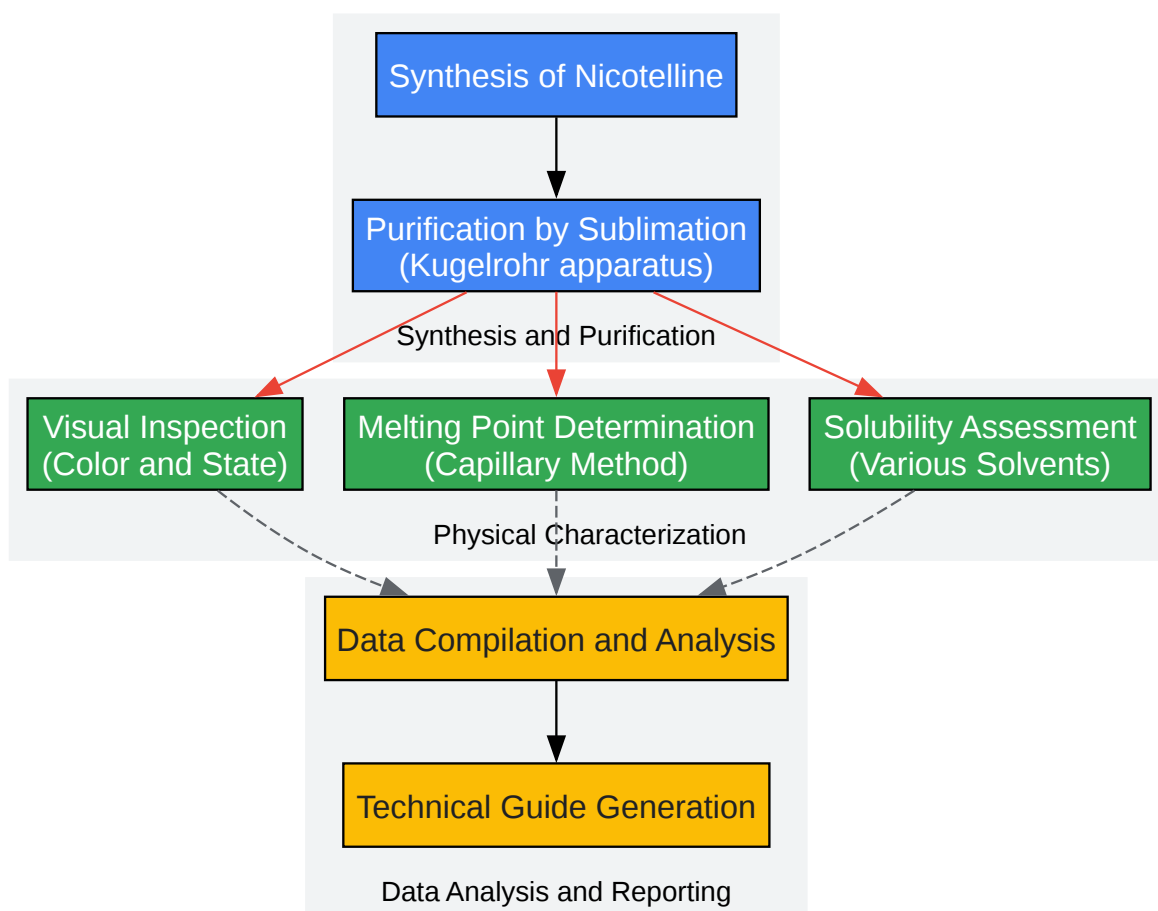 Synthesis of Nicotelline
Purification by Sublimation
(Kugelrohr apparatus)
Synthesis and Purification
Visual Inspection
(Color and State)
Melting Point Determination
(Capillary Method)
Solubility Assessment
(Various Solvents)
Physical Characterization
Data Compilation and Analysis
Technical Guide Generation
Data Analysis and Reporting